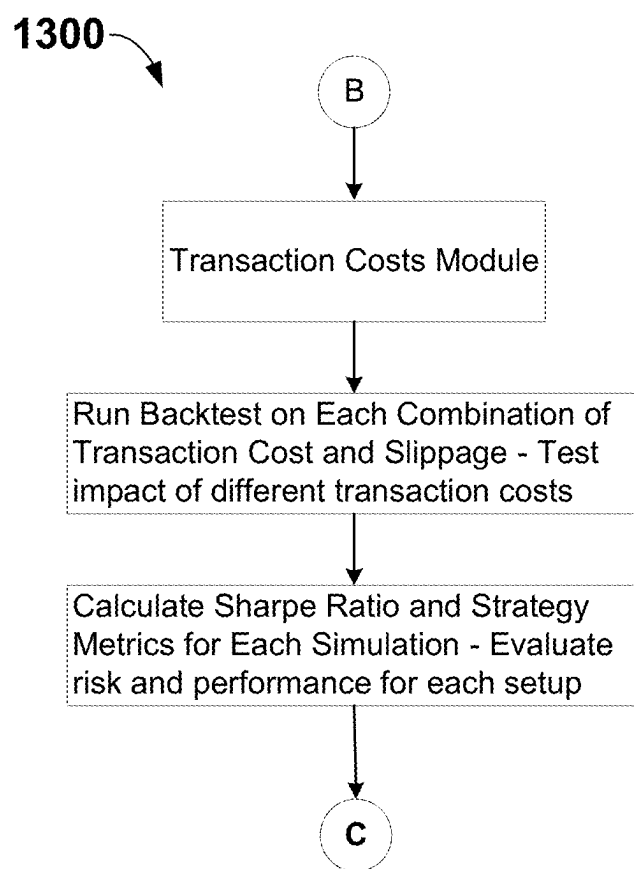 1300
B
Transaction Costs Module
Run Backtest on Each Combination of
Transaction Cost and Slippage - Test
impact of different transaction costs
Calculate Sharpe Ratio and Strategy
Metrics for Each Simulation - Evaluate
risk and performance for each setup
C